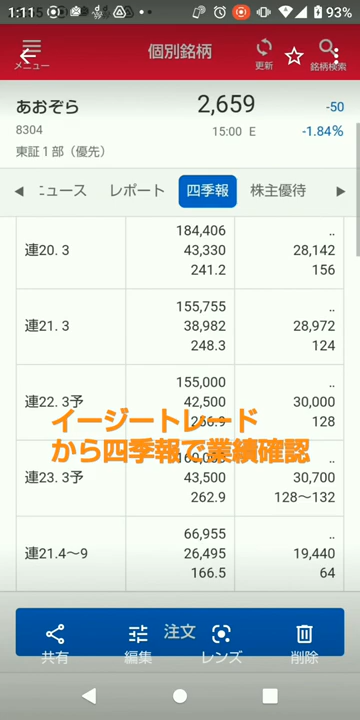 1:11
93%
メニュー
個別銘柄
更新
銘柄検索
あおぞら
2,659
-50
8304
15:00 E
-1.84%
東証１部（優先）
ニュース
レポート
四季報
株主優待
連20. 3
184,406
43,330
241.2
..
28,142
156
連21. 3
155,755
38,982
248.3
..
28,972
124
連22. 3予
155,000
42,500
..
30,000
128
イージートレード
から四季報で業績確認
連23. 3予
43,500
262.9
..
30,700
128〜132
連21.4〜9
66,955
26,495
166.5
..
19,440
64
注文
共有
編集
レンズ
削除